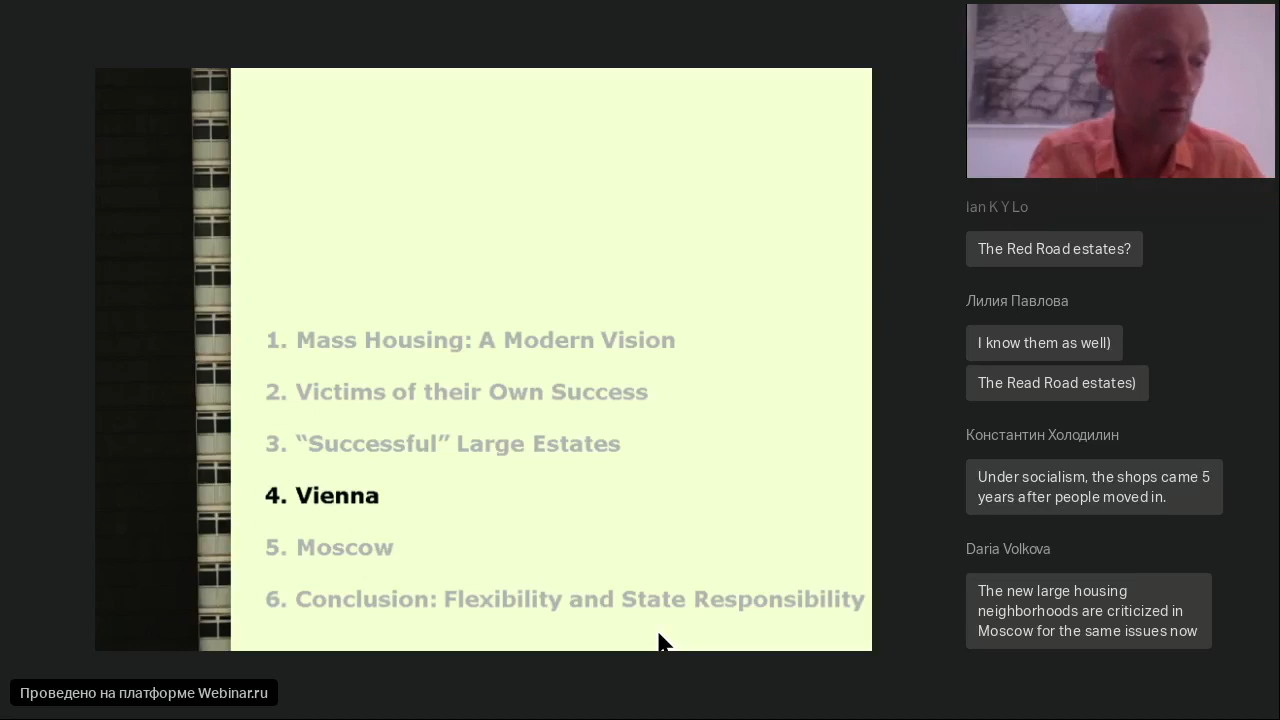 1. Mass Housing: A Modern Vision
2. Victims of their Own Success
3. “Successful” Large Estates
4. Vienna
5. Moscow
6. Conclusion: Flexibility and State Responsibility
Ian K Y Lo
The Red Road estates?
Лилия Павлова
I know them as well)
The Read Road estates)
Константин Холодилин
Under socialism, the shops came 5
years after people moved in.
Daria Volkova
The new large housing
neighborhoods are criticized in
Moscow for the same issues now
Проведено на платформе Webinar.ru